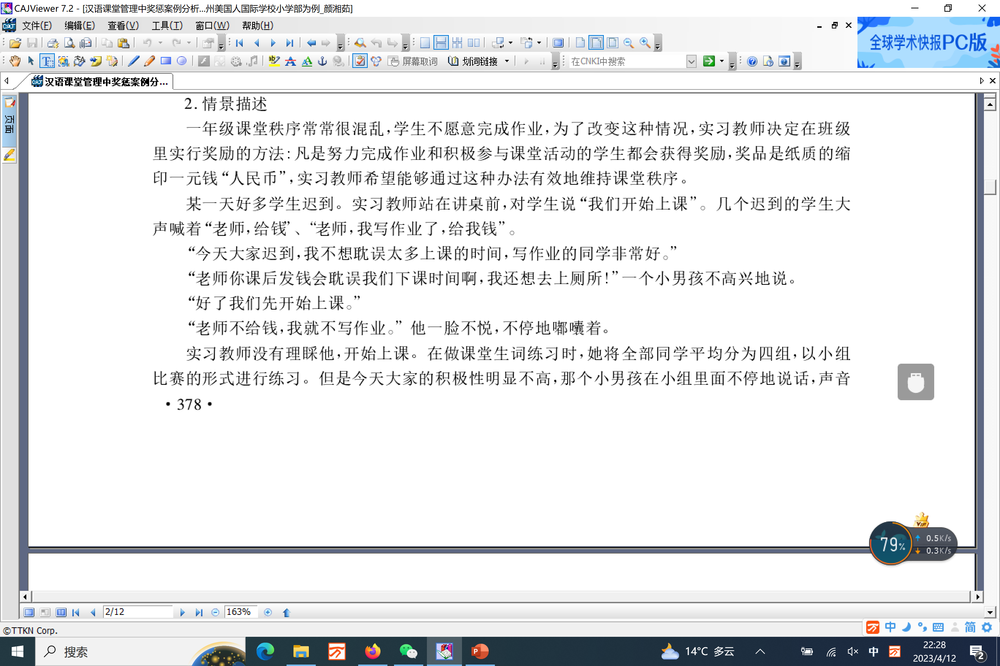 CAJViewer 7.2 - [汉语课堂管理中奖惩案例分析...州美国人国际学校小学部为例_颜湘茹]
文件(F) 编辑(E) 查看(V) 工具(T) 窗口(W) 帮助(H)
全球学术快报PC版
屏幕取词 划词链接 在CNKI中搜索
汉语课堂管理中奖惩案例分...
页面
2. 情景描述
一年级课堂秩序常常很混乱,学生不愿意完成作业,为了改变这种情况,实习教师决定在班级
里实行奖励的方法:凡是努力完成作业和积极参与课堂活动的学生都会获得奖励,奖品是纸质的缩
印一元钱“人民币”,实习教师希望能够通过这种办法有效地维持课堂秩序。
某一天好多学生迟到。实习教师站在讲桌前,对学生说“我们开始上课”。几个迟到的学生大
声喊着“老师,给钱”、“老师,我写作业了,给我钱”。
“今天大家迟到,我不想耽误太多上课的时间,写作业的同学非常好。”
“老师你课后发钱会耽误我们下课时间啊,我还想去上厕所!”一个小男孩不高兴地说。
“好了我们先开始上课。”
“老师不给钱,我就不写作业。”他一脸不悦,不停地嘟囔着。
实习教师没有理睬他,开始上课。在做课堂生词练习时,她将全部同学平均分为四组,以小组
比赛的形式进行练习。但是今天大家的积极性明显不高,那个小男孩在小组里面不停地说话,声音
• 378 •
VIP
79%
0.5K/s
0.3K/s
2/12 163%
©TTKN Corp.
中 简
搜索
14°C 多云
中
22:28
2023/4/12
2